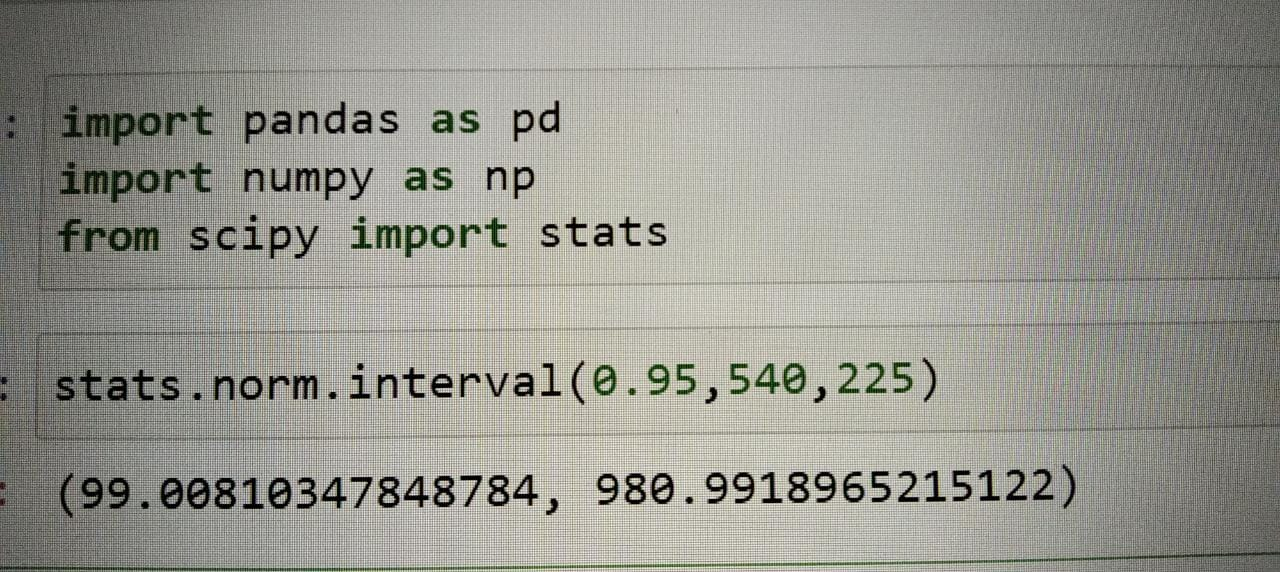 : import pandas as pd
import numpy as np
from scipy import stats
: stats.norm.interval(0.95,540,225)
: (99.00810347848784, 980.9918965215122)